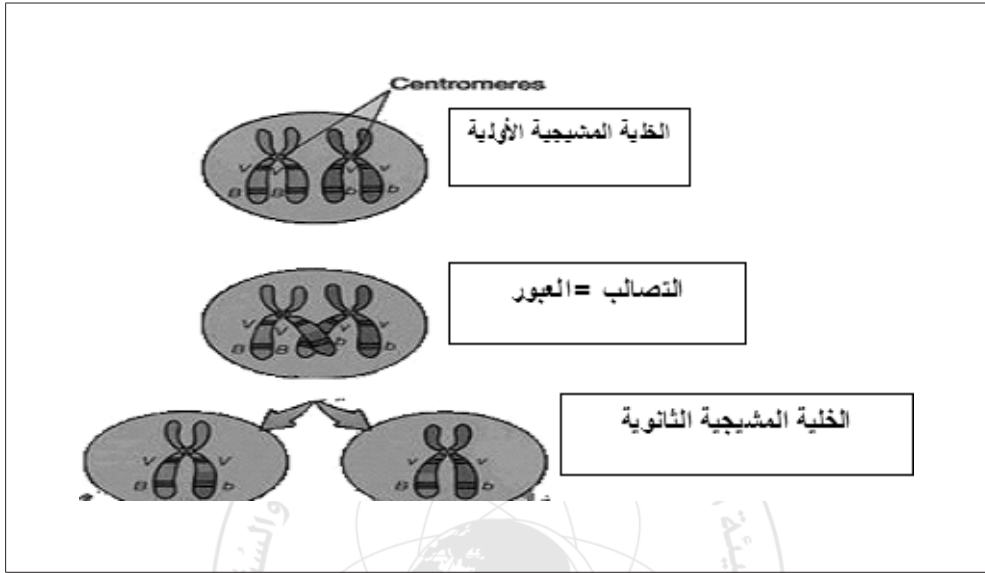 Centromeres
الخلية المشيجية الأولية
V V v v
B B b b
التصالب =العبور
V V v v
B B b b
الخلية المشيجية الثانوية
V V v v
B b B b